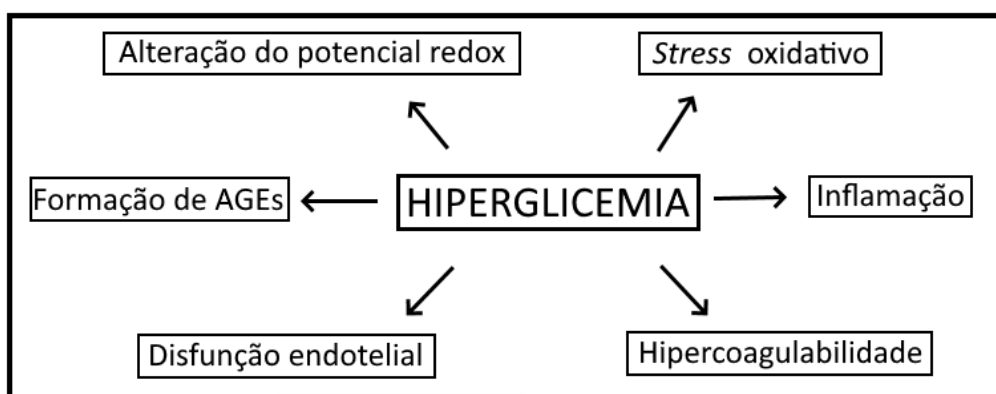 Alteração do potencial redox
Stress oxidativo
Formação de AGEs
HIPERGLICEMIA
Inflamação
Disfunção endotelial
Hipercoagulabilidade